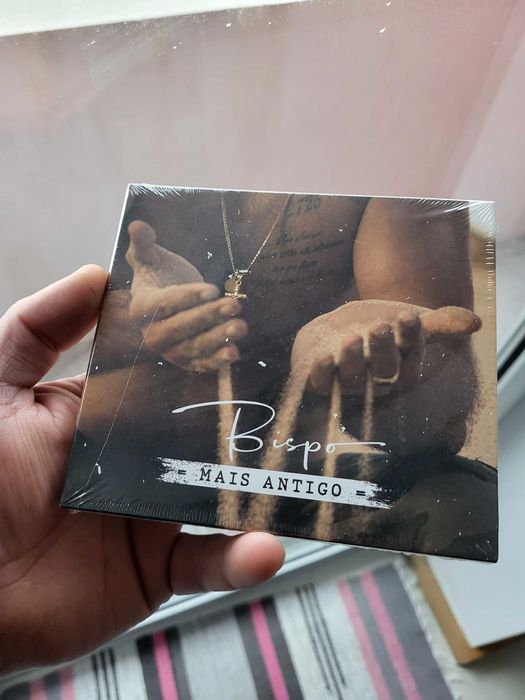 Bispo
= MAIS ANTIGO =